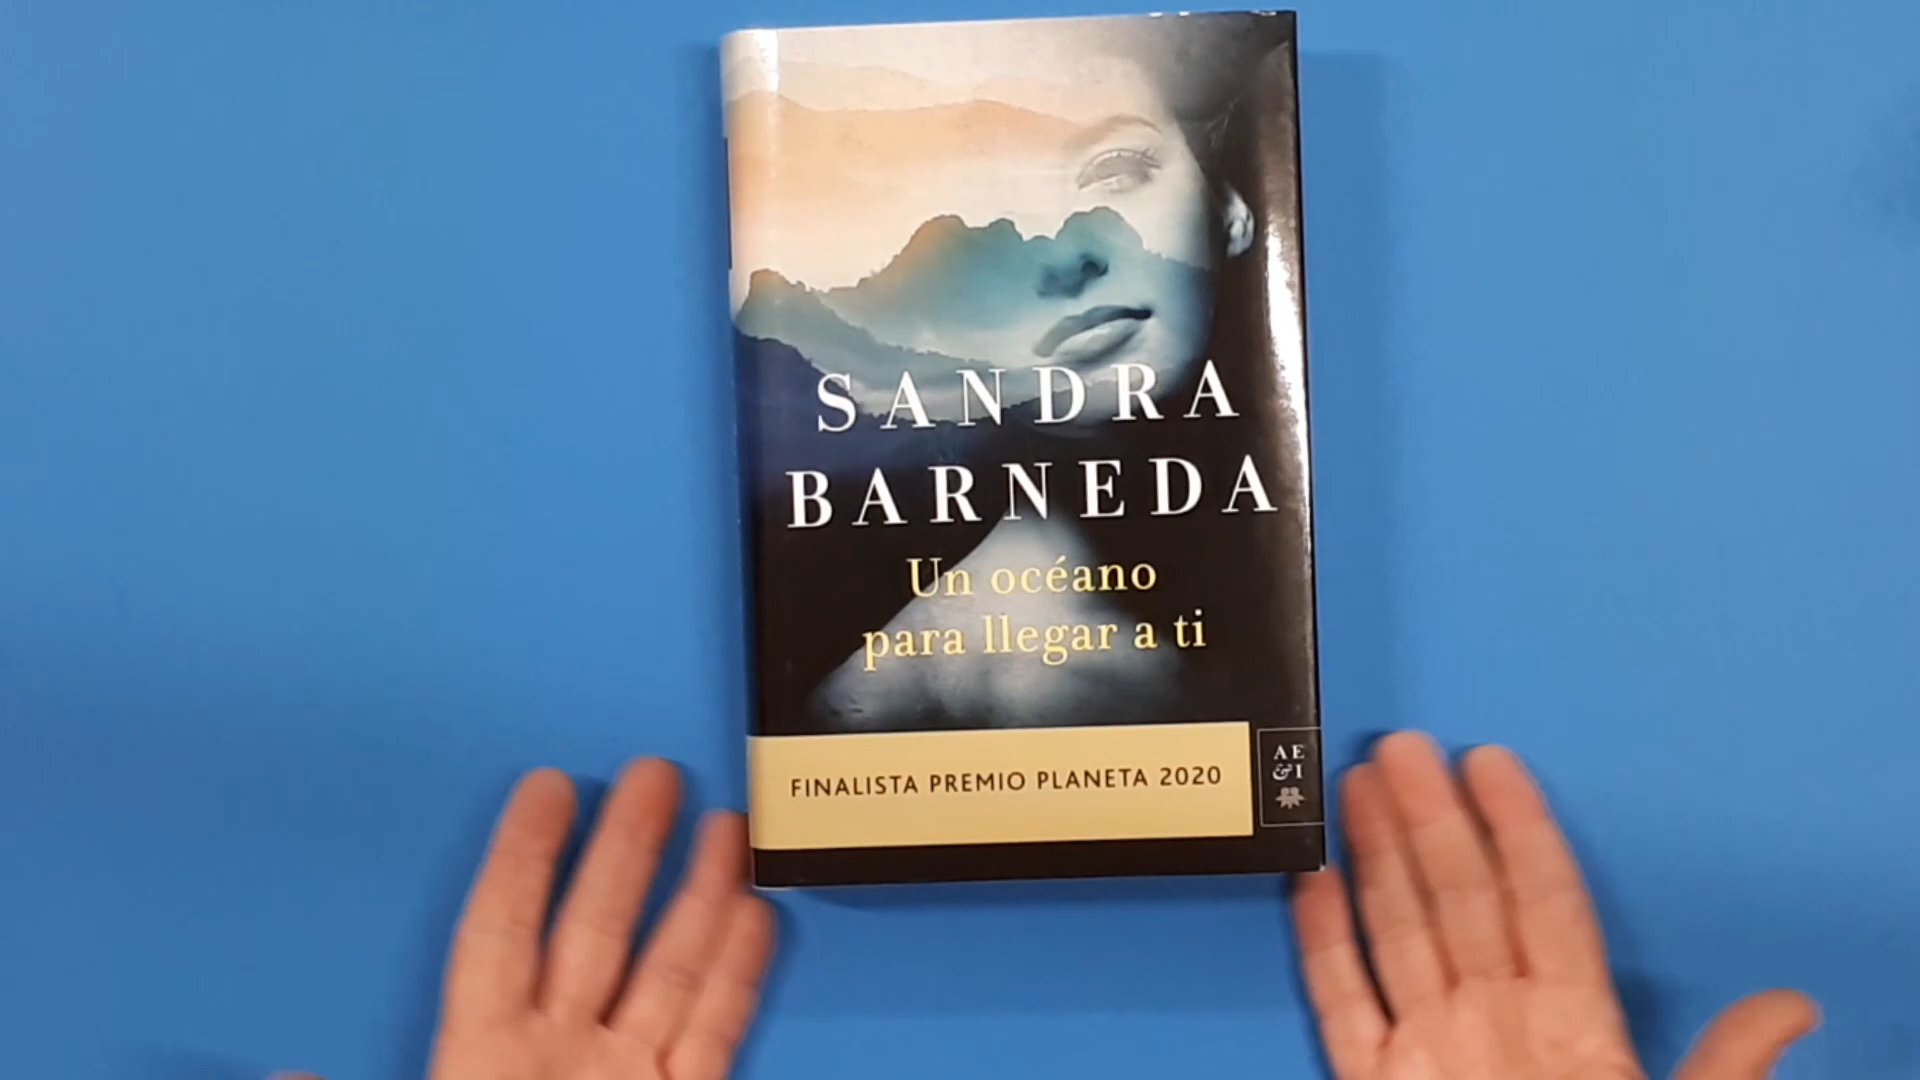 SANDRA
BARNEDA
Un océano
para llegar a ti
FINALISTA PREMIO PLANETA 2020
AE
&I